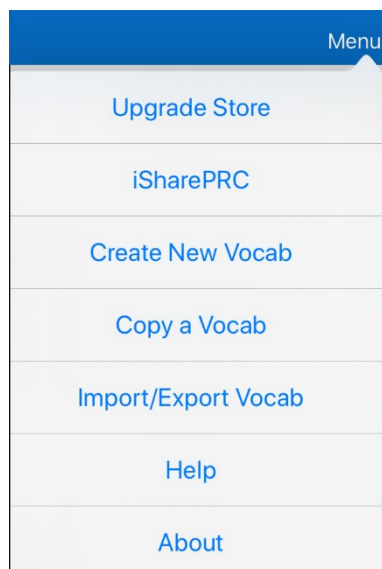 Menu
Upgrade Store
iSharePRC
Create New Vocab
Copy a Vocab
Import/Export Vocab
Help
About